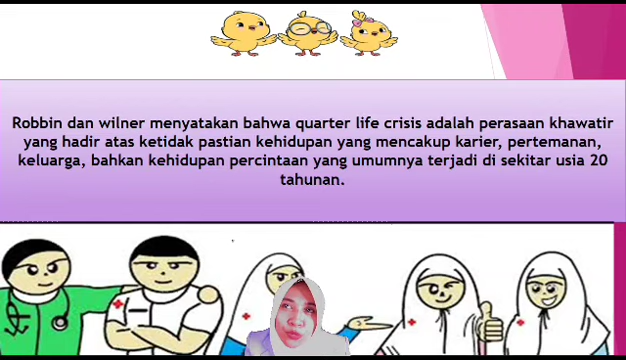 Robbin dan wilner menyatakan bahwa quarter life crisis adalah perasaan khawatir
yang hadir atas ketidak pastian kehidupan yang mencakup karier, pertemanan,
keluarga, bahkan kehidupan percintaan yang umumnya terjadi di sekitar usia 20
tahunan.